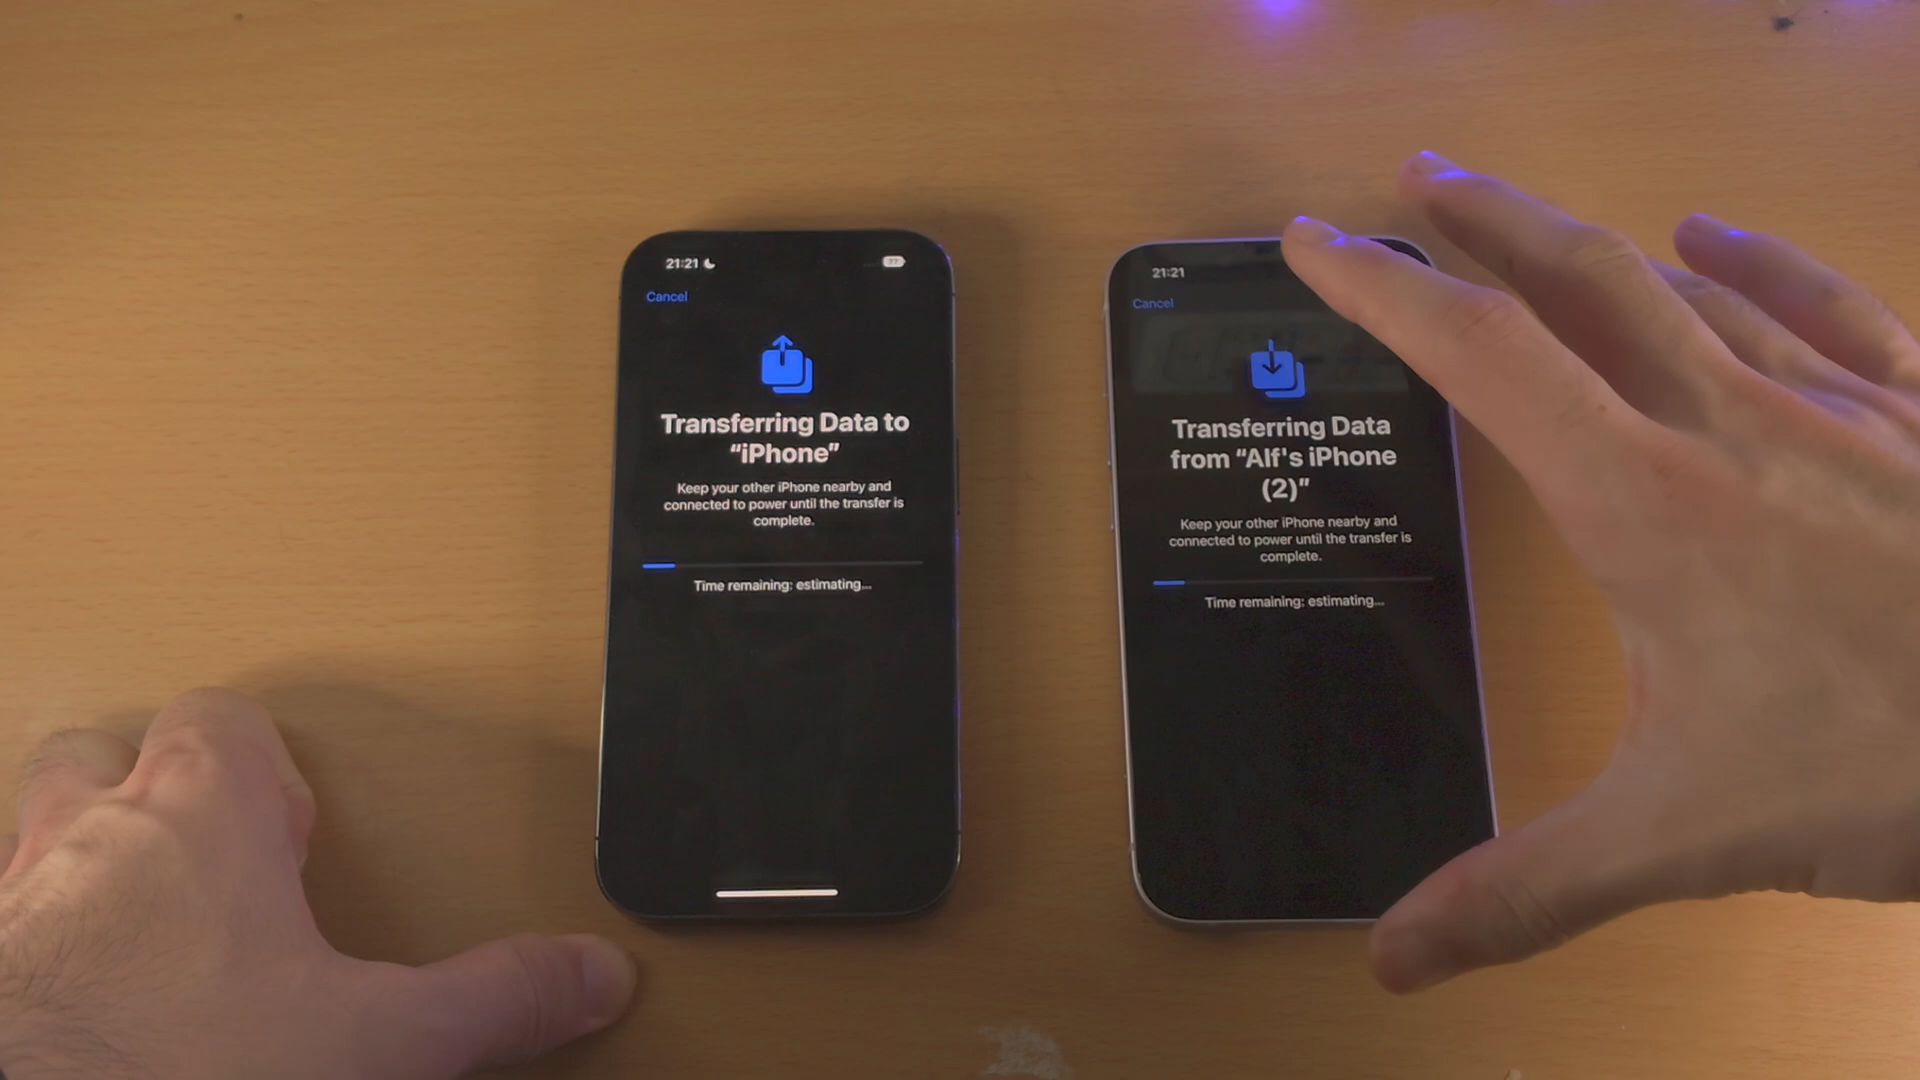 21:21
Cancel
Transferring Data to
“iPhone”
Keep your other iPhone nearby and
connected to power until the transfer is
complete.
Time remaining: estimating...
21:21
Cancel
Transferring Data
from “Alf's iPhone
(2)”
Keep your other iPhone nearby and
connected to power until the transfer is
complete.
Time remaining: estimating...